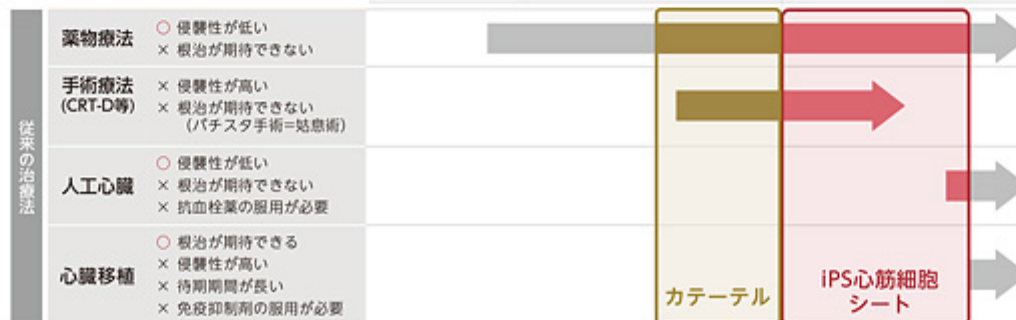 従来の治療法
薬物療法
○ 侵襲性が低い
× 根治が期待できない
手術療法
(CRT-D等)
× 侵襲性が高い
× 根治が期待できない
(バチスタ手術=姑息術)
人工心臓
○ 侵襲性が低い
× 根治が期待できない
× 抗血栓薬の服用が必要
心臓移植
○ 根治が期待できる
× 侵襲性が高い
× 待期期間が長い
× 免疫抑制剤の服用が必要
カテーテル
iPS心筋細胞
シート